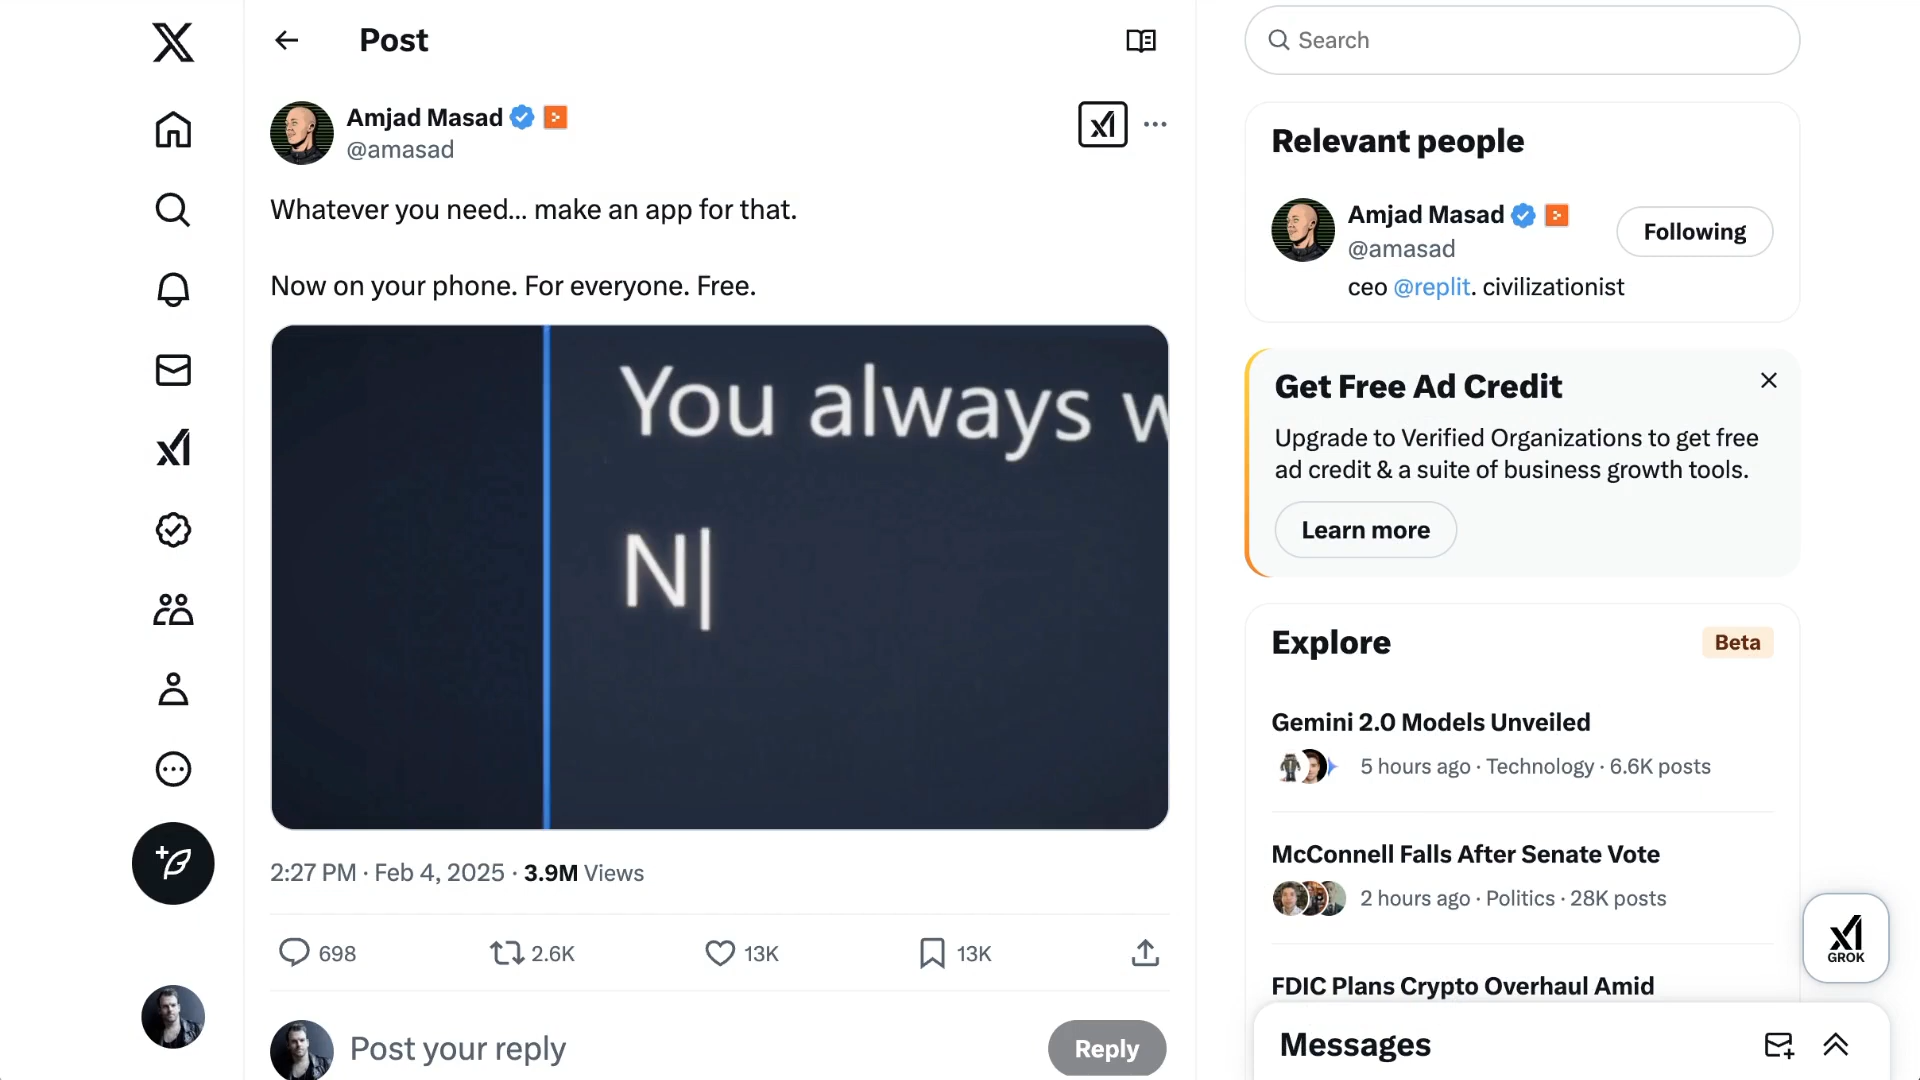 Post
Search
Amjad Masad
@amasad
Whatever you need... make an app for that.
Now on your phone. For everyone. Free.
You always w
N
2:27 PM · Feb 4, 2025 · 3.9M Views
698
2.6K
13K
13K
Post your reply
Reply
Relevant people
Amjad Masad
@amasad
Following
ceo @replit. civilizationist
Get Free Ad Credit
Upgrade to Verified Organizations to get free
ad credit & a suite of business growth tools.
Learn more
Explore
Beta
Gemini 2.0 Models Unveiled
5 hours ago · Technology · 6.6K posts
McConnell Falls After Senate Vote
2 hours ago · Politics · 28K posts
FDIC Plans Crypto Overhaul Amid
GROK
Messages